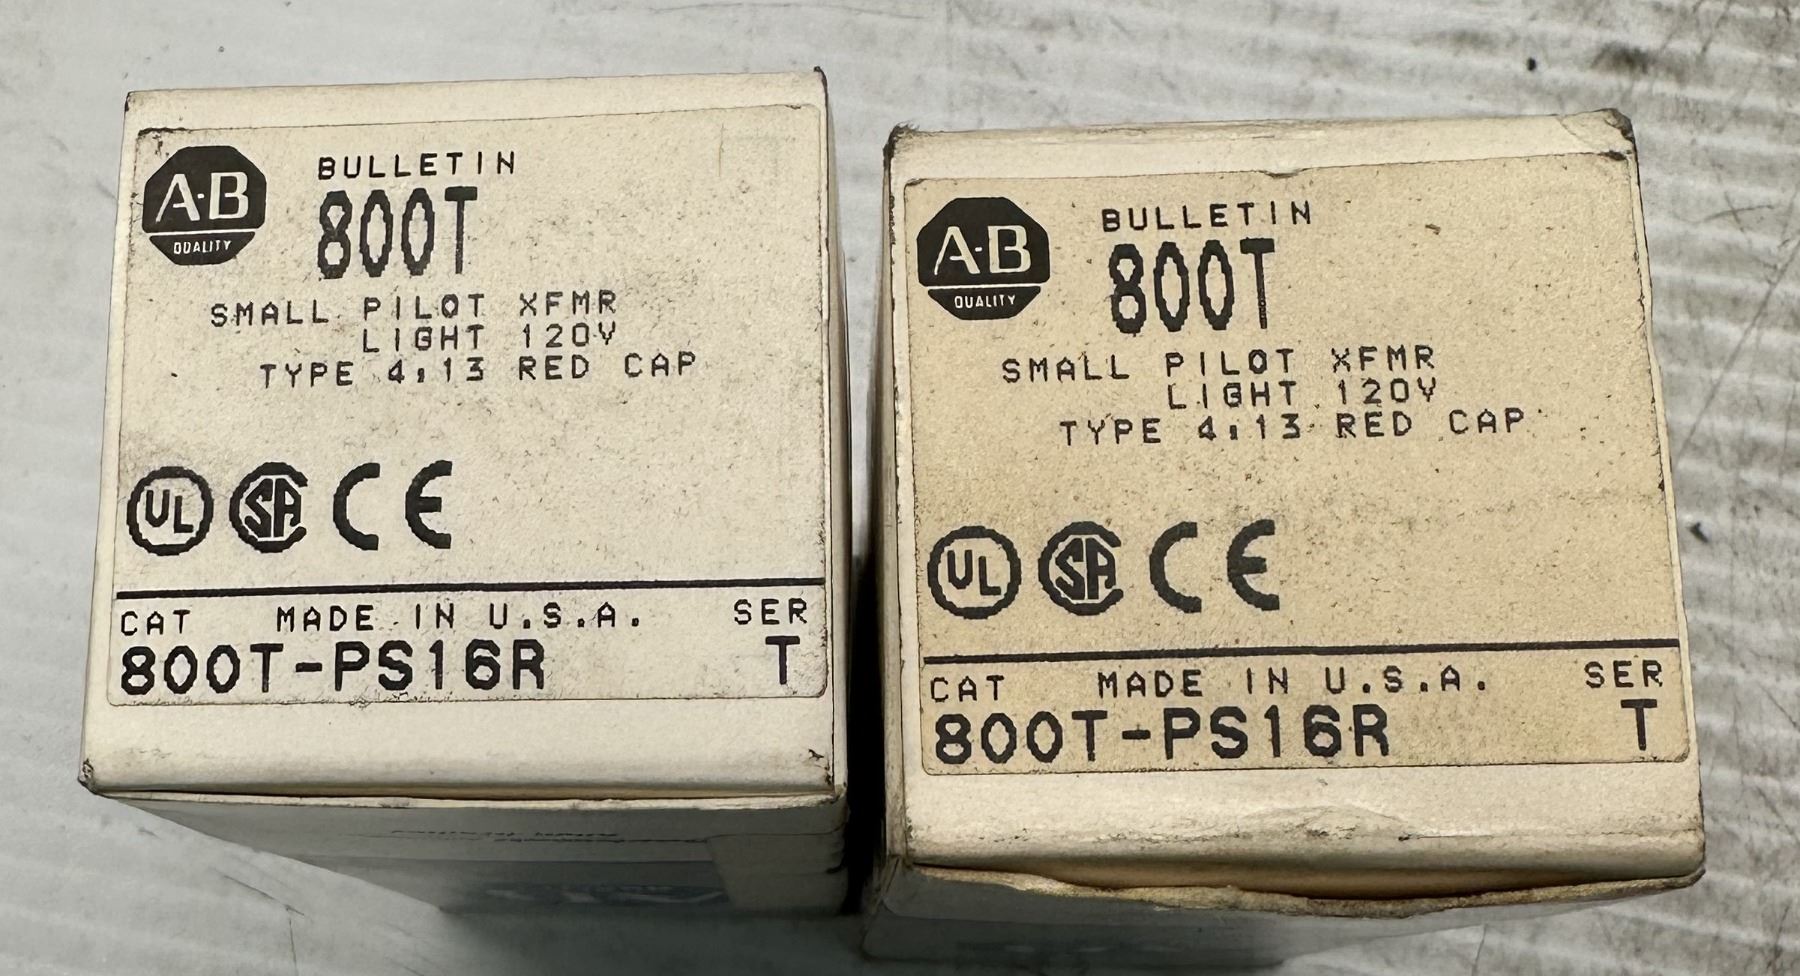 A·B
QUALITY
BULLETIN
800T
SMALL PILOT XFMR
LIGHT 120V
TYPE 4,13 RED CAP
UL SA CE
CAT MADE IN U.S.A. SER
800T-PS16R T
A·B
QUALITY
BULLETIN
800T
SMALL PILOT XFMR
LIGHT 120V
TYPE 4,13 RED CAP
UL SA CE
CAT MADE IN U.S.A. SER
800T-PS16R T